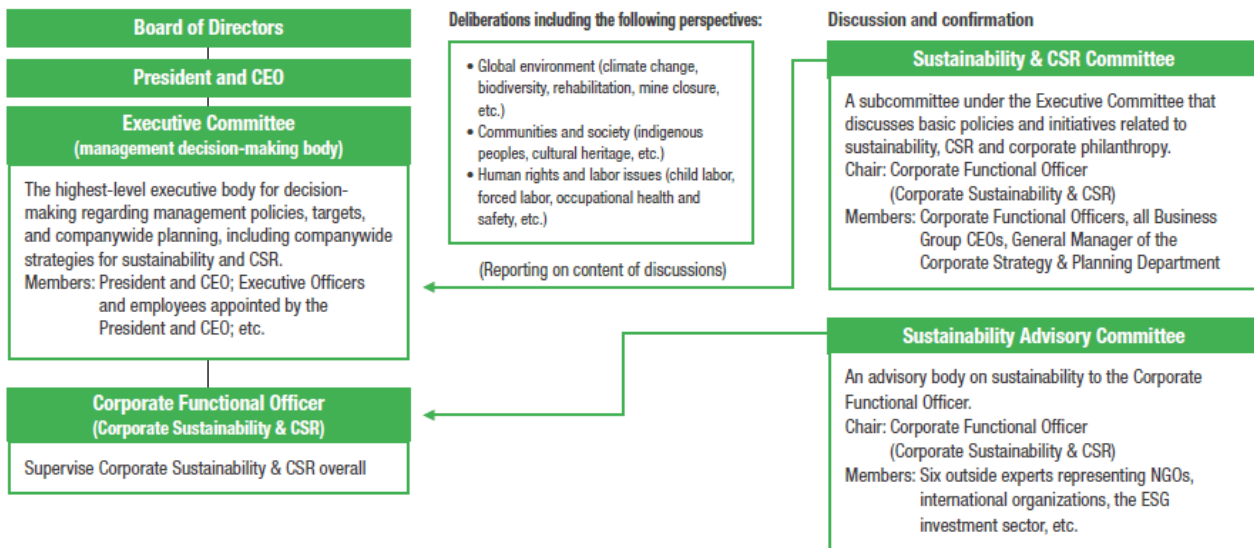 Board of Directors
President and CEO
Executive Committee
(management decision-making body)
The highest-level executive body for decision-
making regarding management policies, targets,
and companywide planning, including companywide
strategies for sustainability and CSR.
Members: President and CEO; Executive Officers
and employees appointed by the
President and CEO; etc.
Corporate Functional Officer
(Corporate Sustainability & CSR)
Supervise Corporate Sustainability & CSR overall
Deliberations including the following perspectives:
• Global environment (climate change,
biodiversity, rehabilitation, mine closure,
etc.)
• Communities and society (indigenous
peoples, cultural heritage, etc.)
• Human rights and labor issues (child labor,
forced labor, occupational health and
safety, etc.)
(Reporting on content of discussions)
Discussion and confirmation
Sustainability & CSR Committee
A subcommittee under the Executive Committee that
discusses basic policies and initiatives related to
sustainability, CSR and corporate philanthropy.
Chair: Corporate Functional Officer
(Corporate Sustainability & CSR)
Members: Corporate Functional Officers, all Business
Group CEOs, General Manager of the
Corporate Strategy & Planning Department
Sustainability Advisory Committee
An advisory body on sustainability to the Corporate
Functional Officer.
Chair: Corporate Functional Officer
(Corporate Sustainability & CSR)
Members: Six outside experts representing NGOs,
international organizations, the ESG
investment sector, etc.